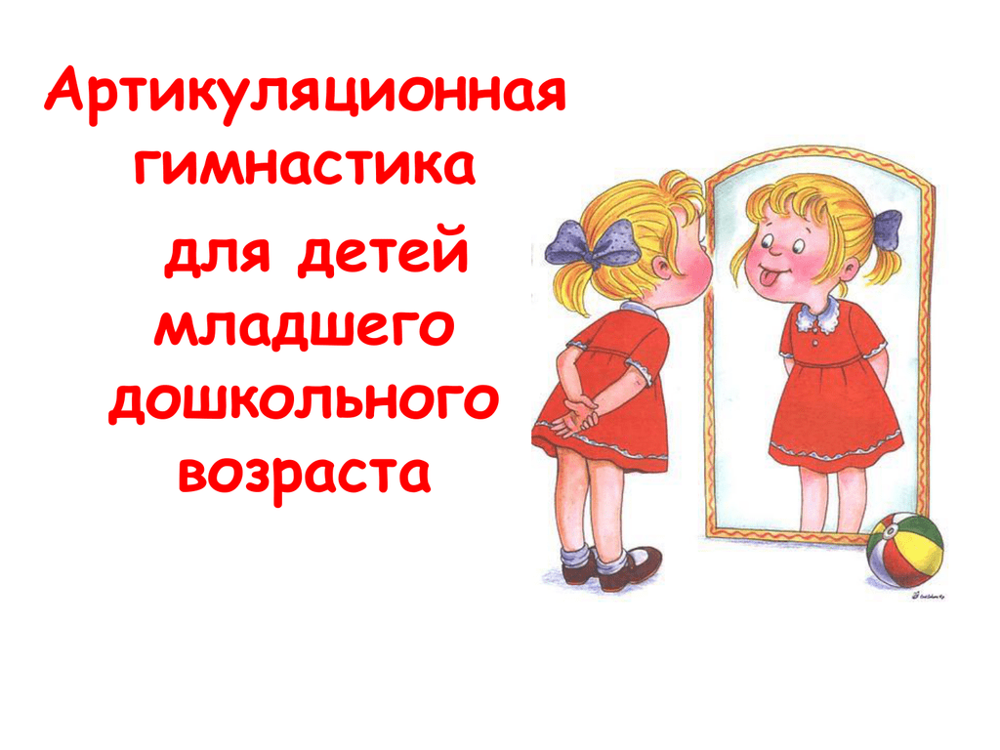 Артикуляционная
гимнастика
для детей
младшего
дошкольного
возраста